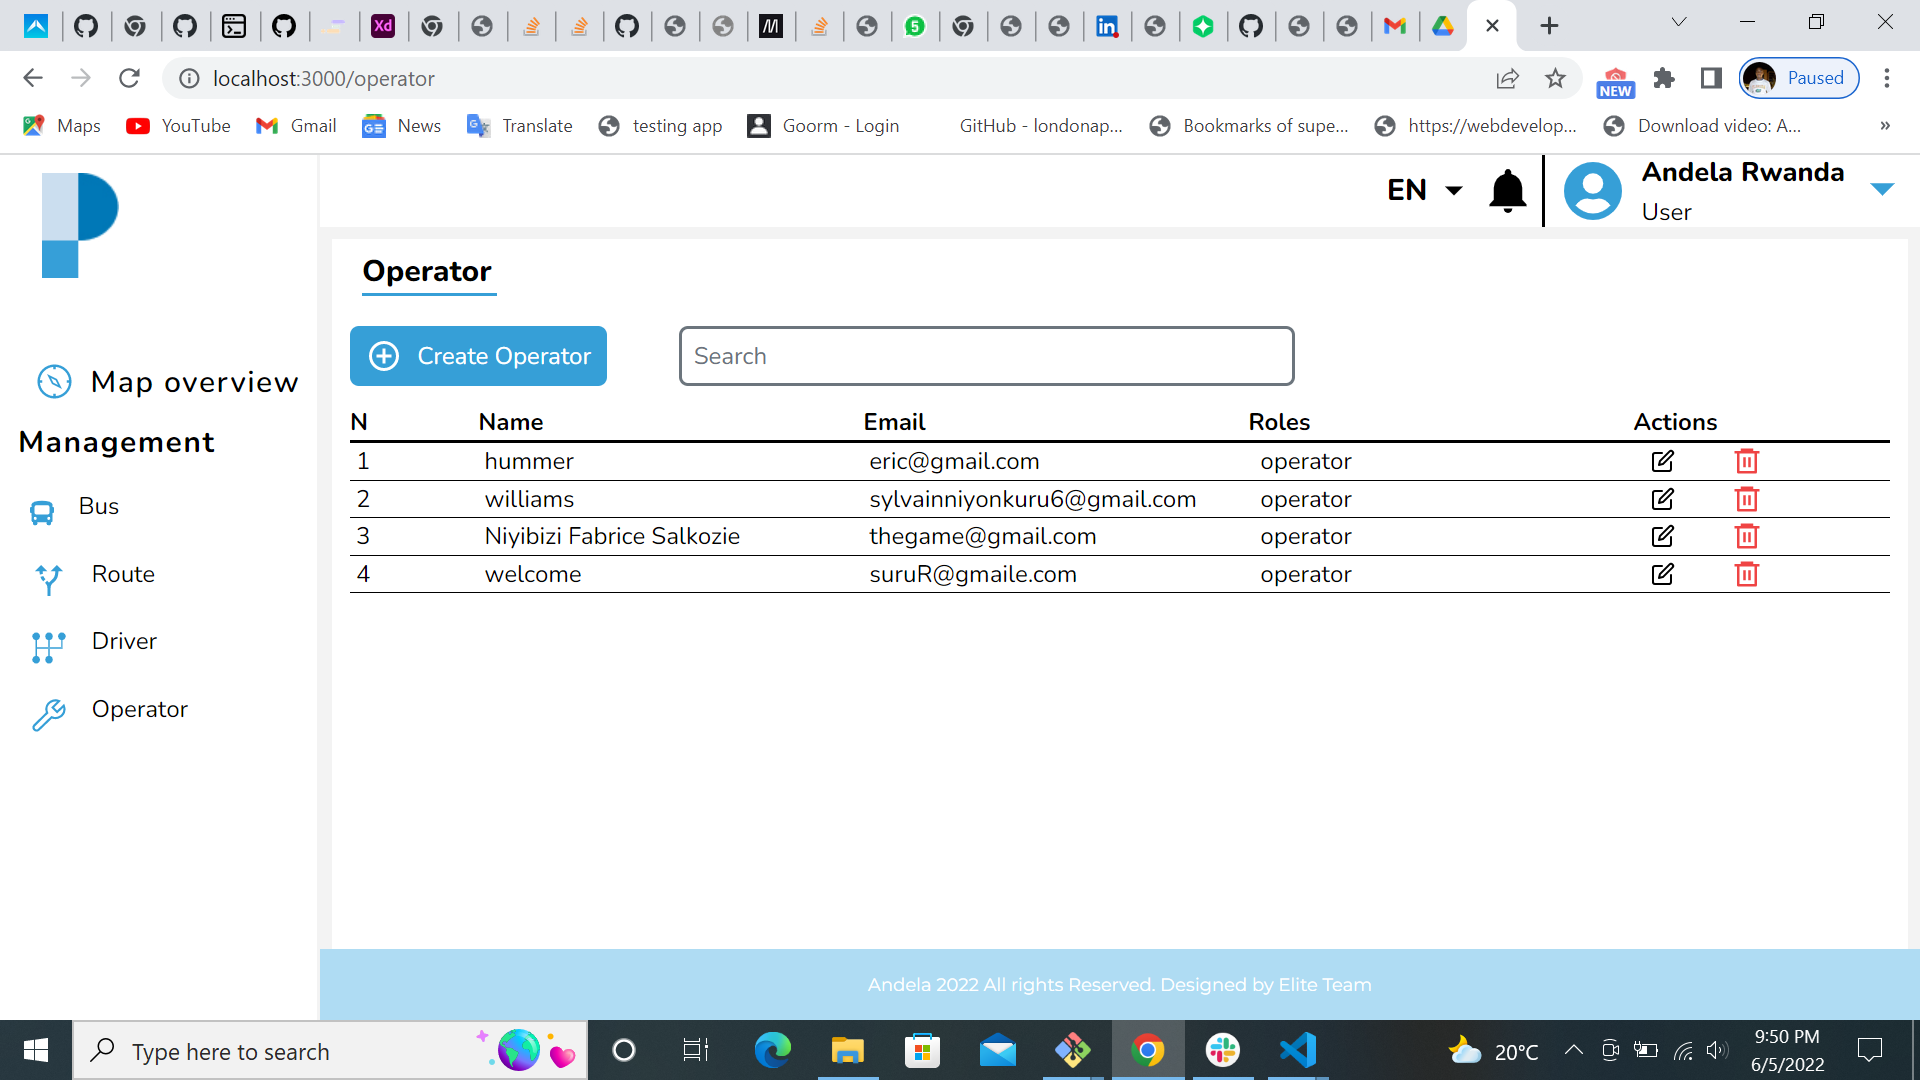 Xd
M
5
in
localhost:3000/operator
NEW
Paused
Maps
YouTube
Gmail
News
Translate
testing app
Goorm - Login
GitHub - londonap...
Bookmarks of supe...
https://webdevelop...
Download video: A...
»
EN
Andela Rwanda
User
Map overview
Management
Bus
Route
Driver
Operator
Operator
Create Operator
Search
N Name Email Roles Actions
1 hummer eric@gmail.com operator
2 williams sylvainniyonkuru6@gmail.com operator
3 Niyibizi Fabrice Salkozie thegame@gmail.com operator
4 welcome suruR@gmaile.com operator
Andela 2022 All rights Reserved. Designed by Elite Team
Type here to search
20°C
9:50 PM
6/5/2022